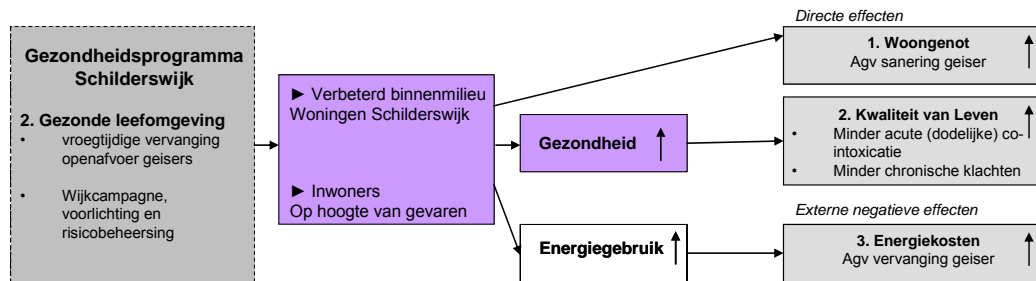 Gezondheidsprogramma
Schilderswijk
2. Gezonde leefomgeving
• vroegtijdige vervanging
openafvoer geisers
• Wijkcampagne,
voorlichting en
risicobeheersing
► Verbeterd binnenmilieu
Woningen Schilderswijk
► Inwoners
Op hoogte van gevaren
Gezondheid
Energiegebruik
Directe effecten
1. Woongenot
Agv sanering geiser
2. Kwaliteit van Leven
• Minder acute (dodelijke) co-
intoxicatie
• Minder chronische klachten
Externe negatieve effecten
3. Energiekosten
Agv vervanging geiser